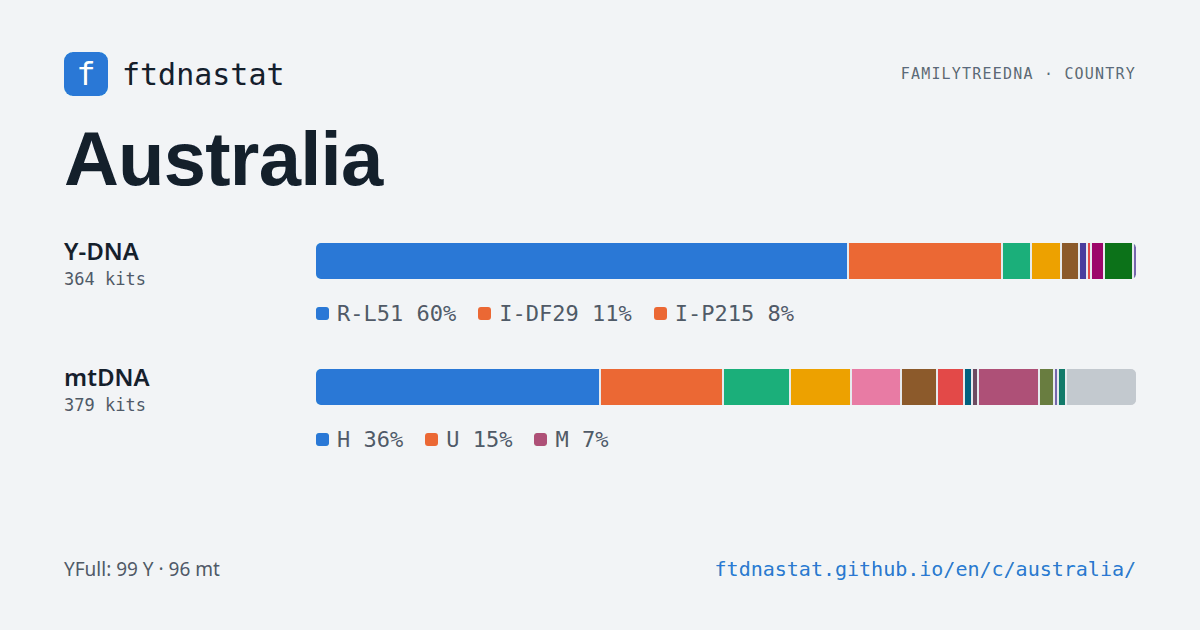 f ftdnastat
FAMILYTREEDNA · COUNTRY
Australia
Y-DNA
364 kits
R-L51 60% I-DF29 11% I-P215 8%
mtDNA
379 kits
H 36% U 15% M 7%
YFull: 99 Y · 96 mt
ftdnastat.github.io/en/c/australia/